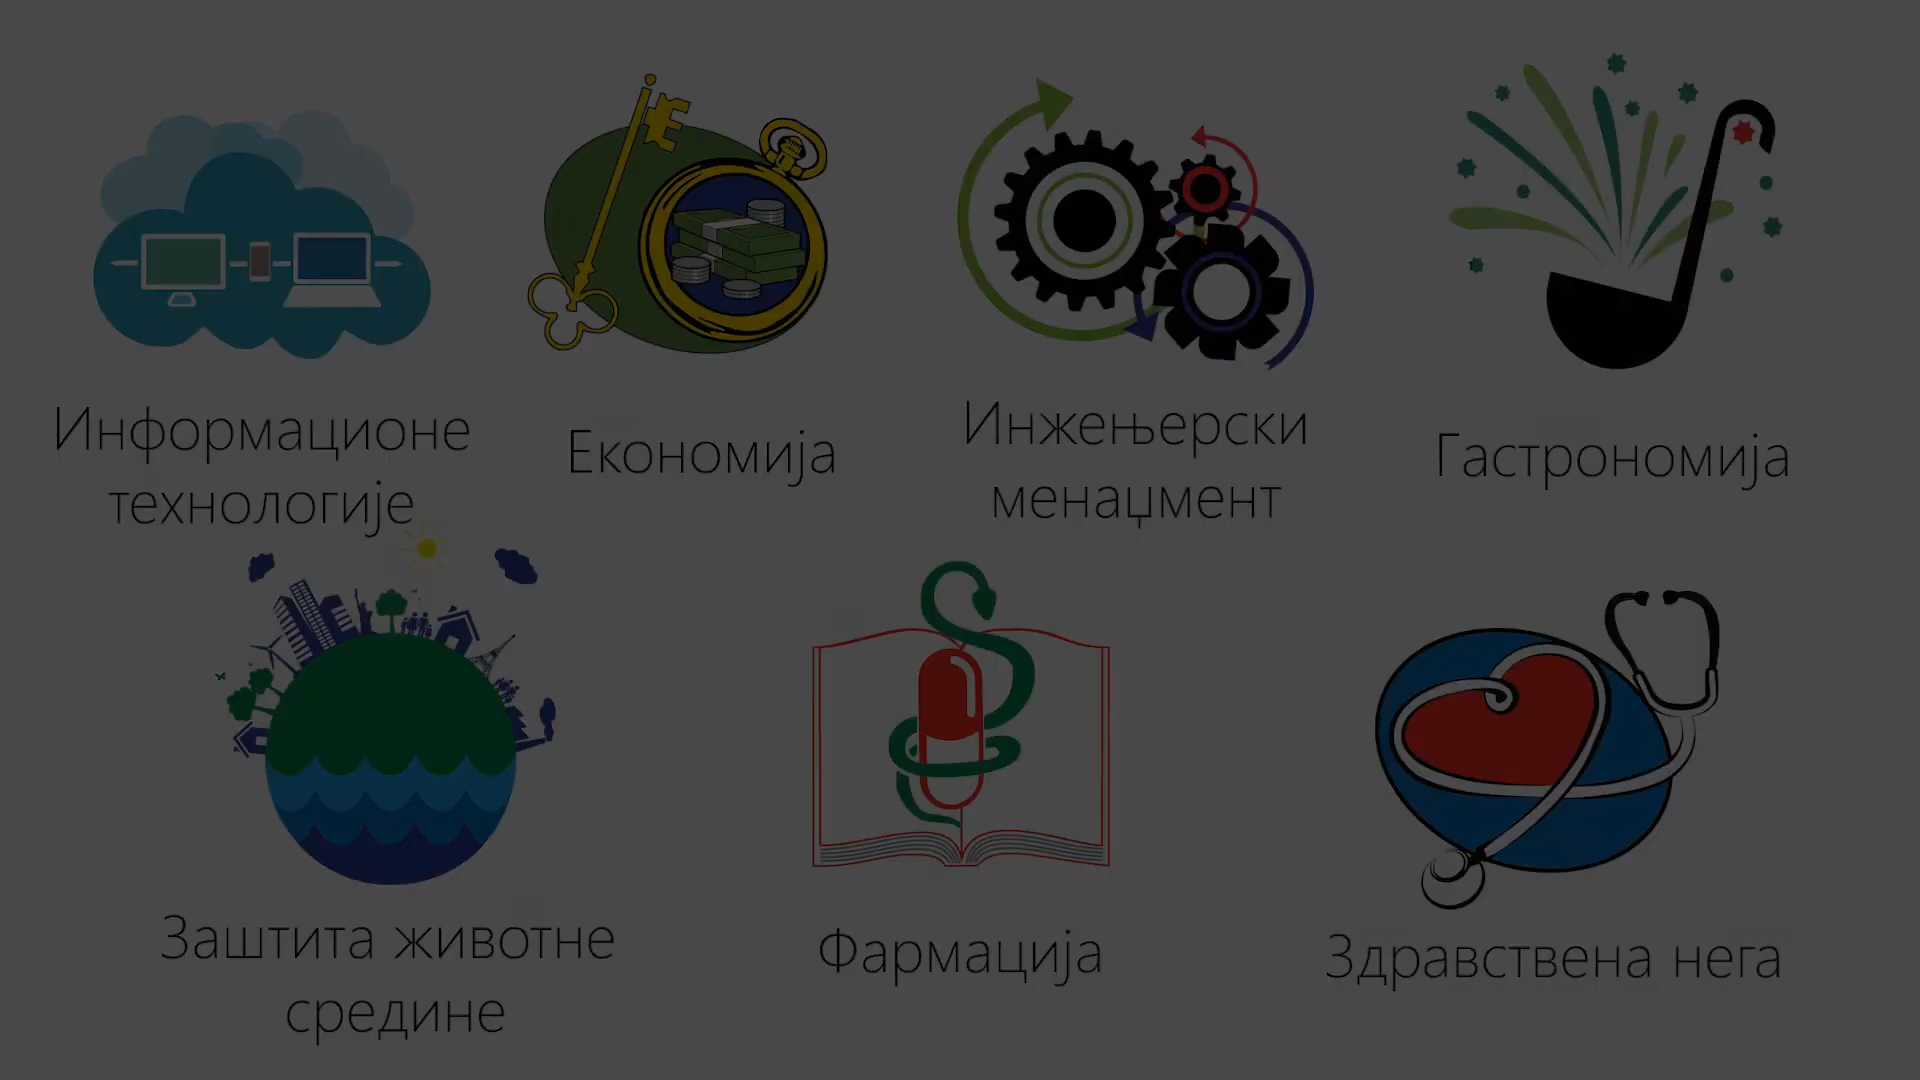 Информационе
технологије
Економија
Инжењерски
менаџмент
Гастрономија
Заштита животне
средине
Фармација
Здравствена нега